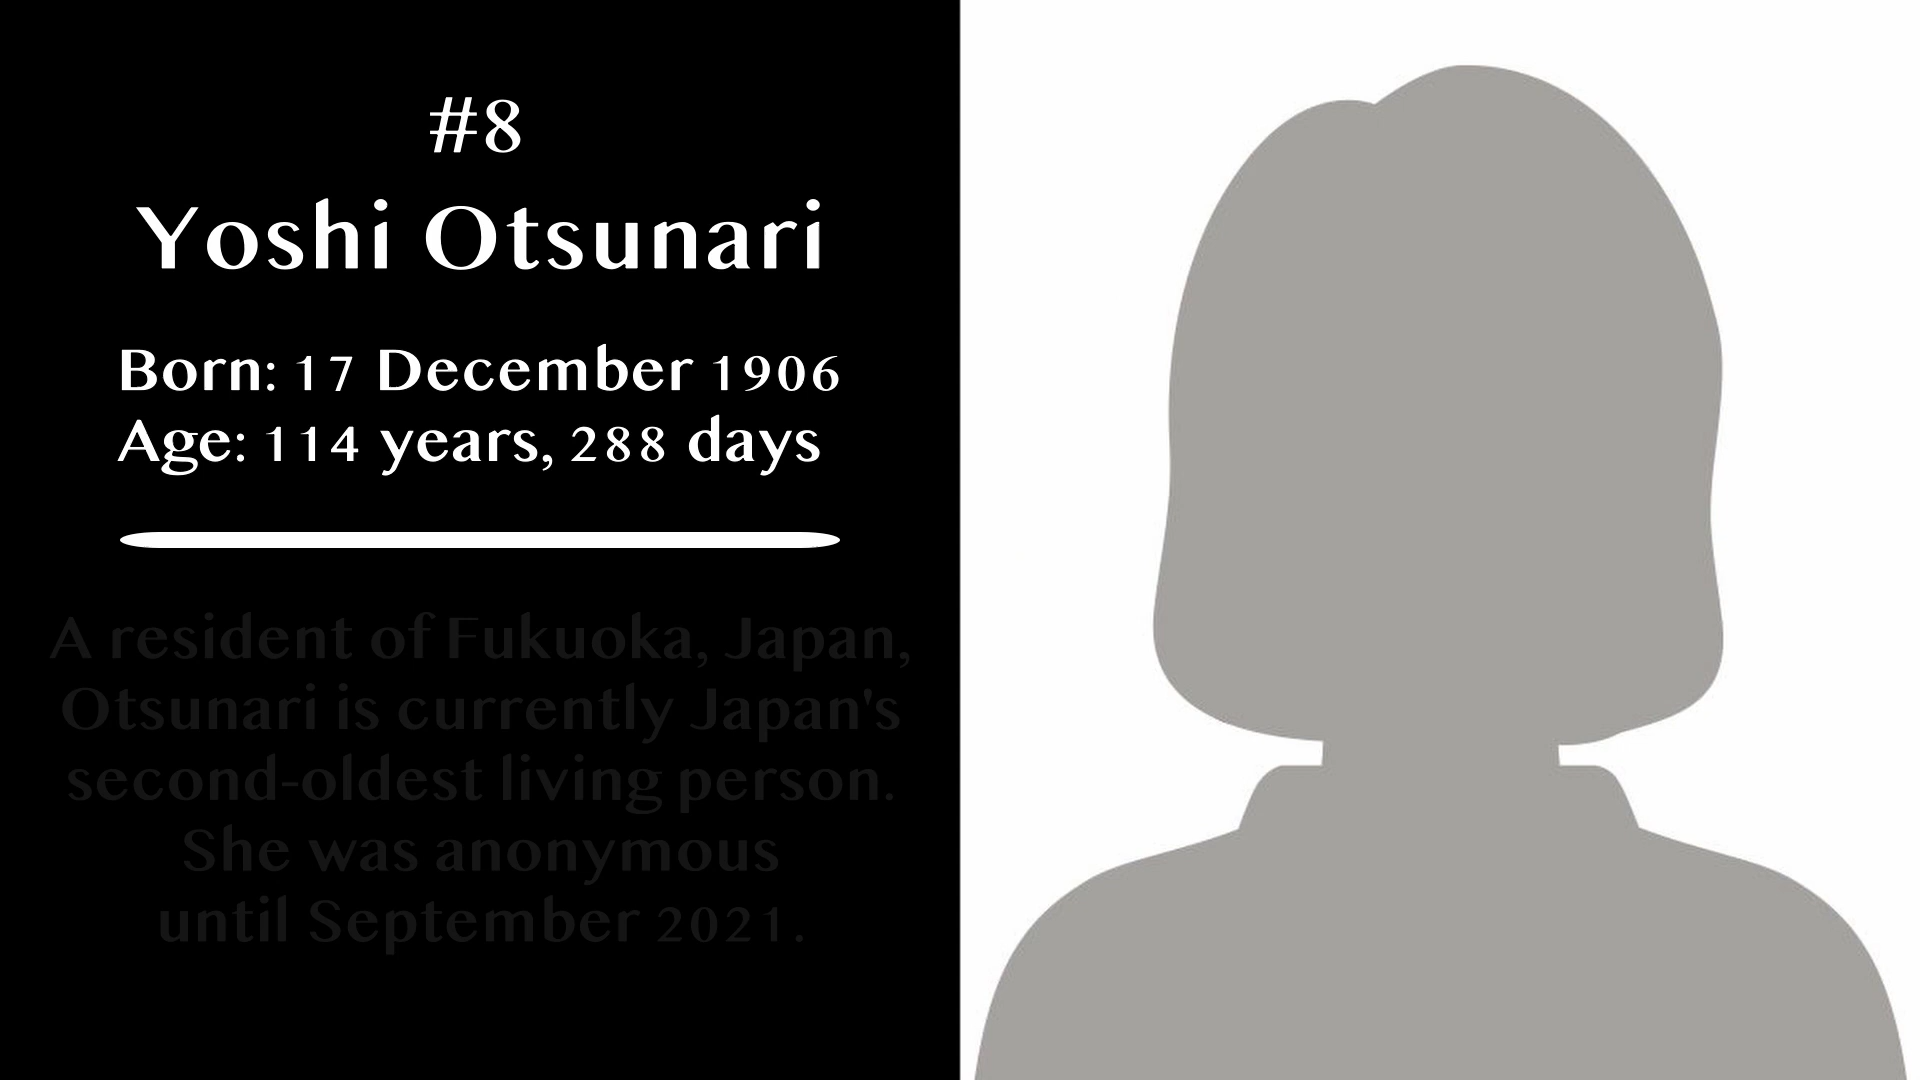 #8
Yoshi Otsunari
Born: 17 December 1906
Age: 114 years, 288 days
A resident of Fukuoka, Japan,
Otsunari is currently Japan's
second-oldest living person.
She was anonymous
until September 2021.